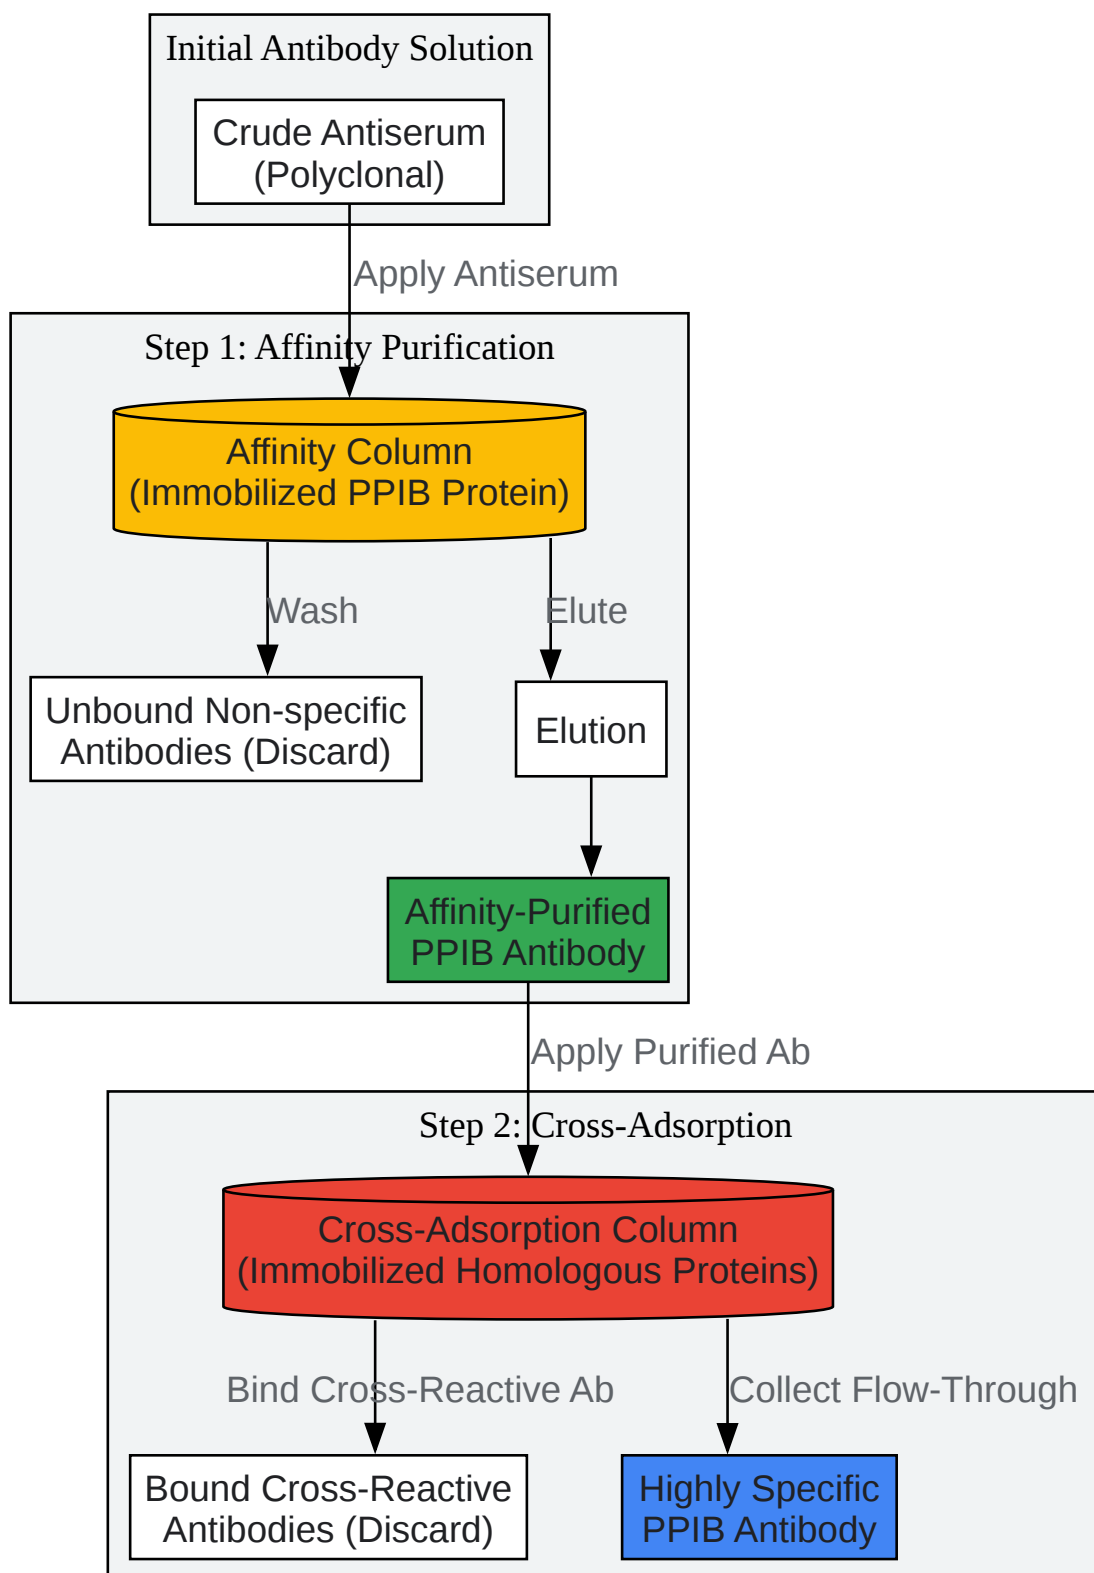 Initial Antibody Solution
Crude Antiserum
(Polyclonal)
Apply Antiserum
Step 1: Affinity Purification
Affinity Column
(Immobilized PPIB Protein)
Wash
Elute
Unbound Non-specific
Antibodies (Discard)
Elution
Affinity-Purified
PPIB Antibody
Apply Purified Ab
Step 2: Cross-Adsorption
Cross-Adsorption Column
(Immobilized Homologous Proteins)
Bind Cross-Reactive Ab
Collect Flow-Through
Bound Cross-Reactive
Antibodies (Discard)
Highly Specific
PPIB Antibody